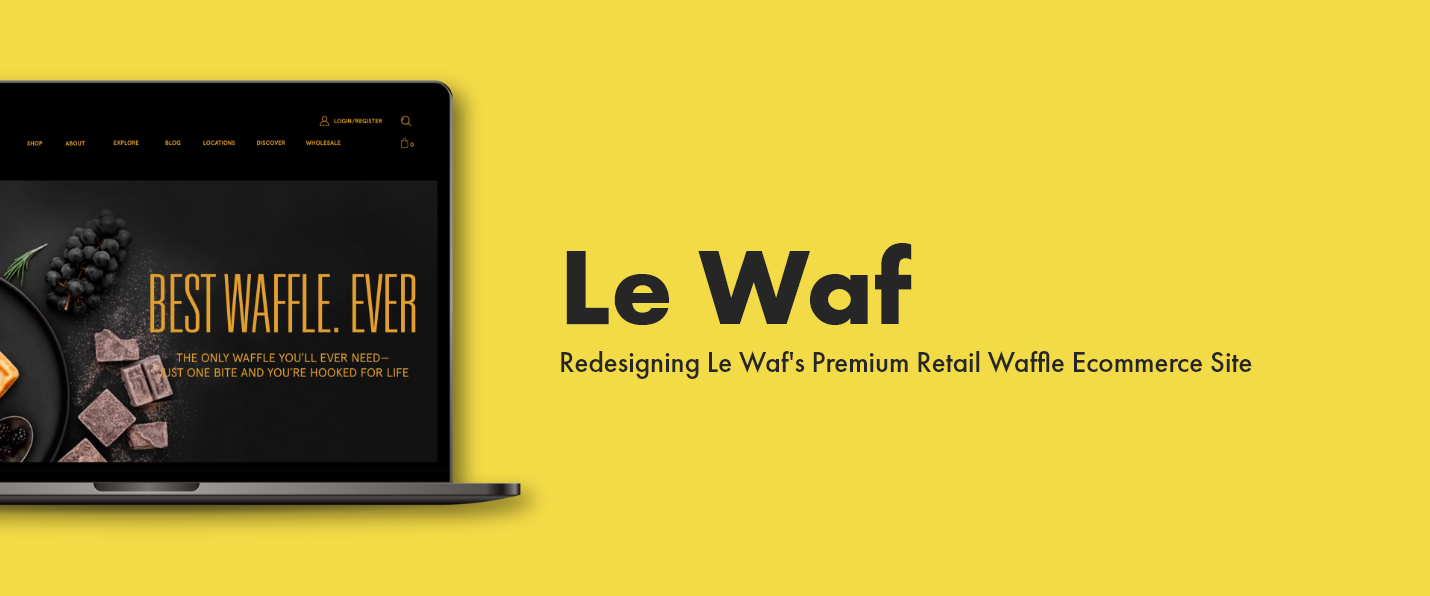 LOGIN/REGISTER
SHOP ABOUT EXPLORE BLOG LOCATIONS DISCOVER WHOLESALE 0
BEST WAFFLE. EVER
THE ONLY WAFFLE YOU'LL EVER NEED—
JUST ONE BITE AND YOU'RE HOOKED FOR LIFE
Le Waf
Redesigning Le Waf's Premium Retail Waffle Ecommerce Site